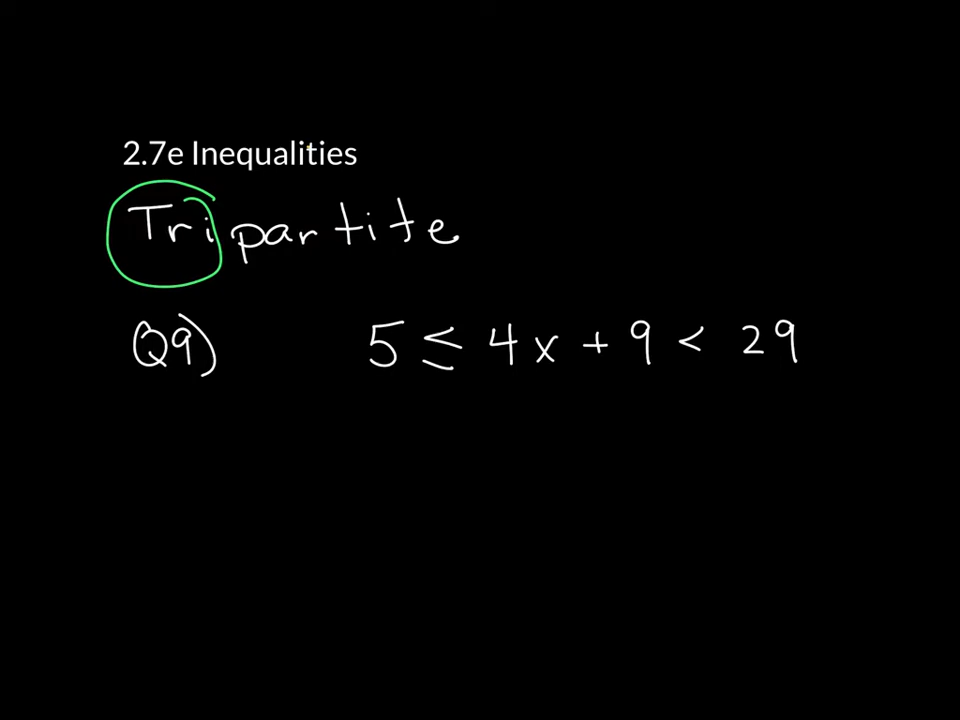 2.7e Inequalities
Tripartite
Q9) 5 ≤ 4x + 9 < 29